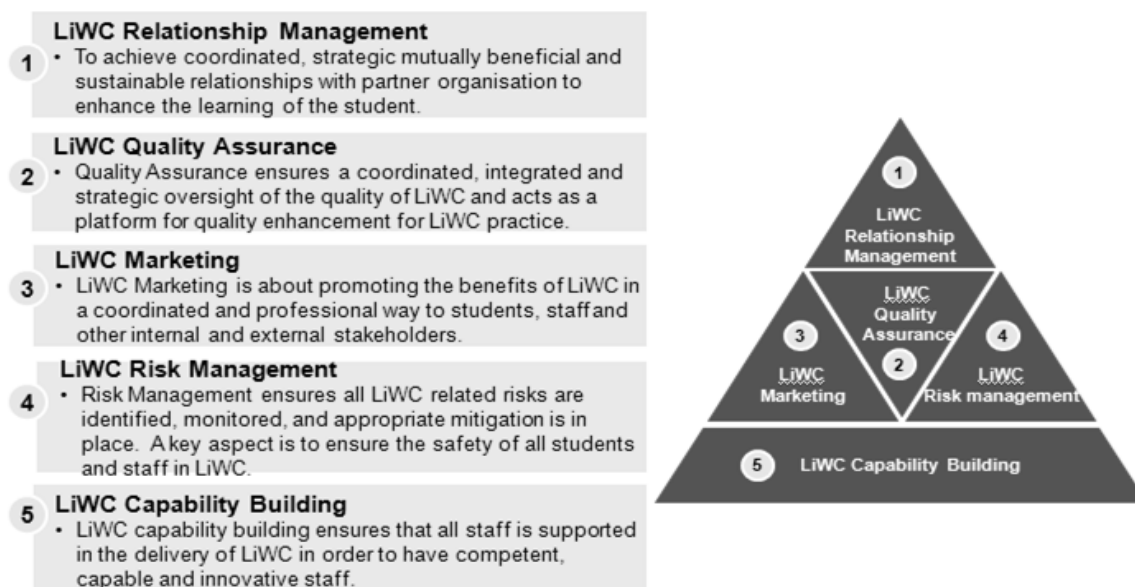 LiWC Relationship Management
1
• To achieve coordinated, strategic mutually beneficial and
sustainable relationships with partner organisation to
enhance the learning of the student.
LiWC Quality Assurance
2
• Quality Assurance ensures a coordinated, integrated and
strategic oversight of the quality of LiWC and acts as a
platform for quality enhancement for LiWC practice.
LiWC Marketing
3
• LiWC Marketing is about promoting the benefits of LiWC in
a coordinated and professional way to students, staff and
other internal and external stakeholders.
LiWC Risk Management
4
• Risk Management ensures all LiWC related risks are
identified, monitored, and appropriate mitigation is in
place. A key aspect is to ensure the safety of all students
and staff in LiWC.
LiWC Capability Building
5
• LiWC capability building ensures that all staff is supported
in the delivery of LiWC in order to have competent,
capable and innovative staff.
1
LiWC
Relationship
Management
LiWC
Quality
Assurance
2
3
LiWC
Marketing
4
LiWC
Risk management
5
LiWC Capability Building